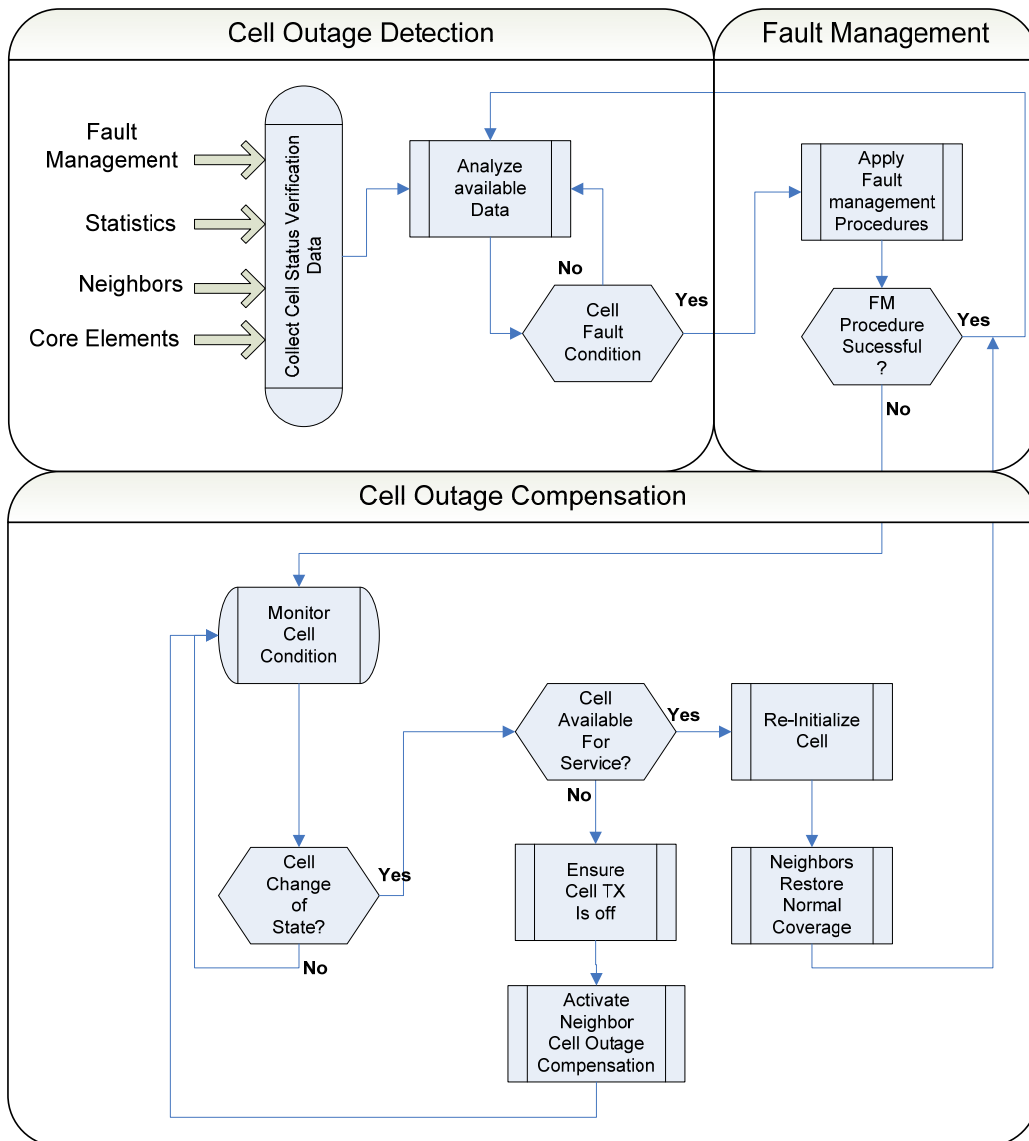 Cell Outage Detection
Fault Management
Fault
Management
Statistics
Neighbors
Core Elements
Collect Cell Status Verification
Data
Analyze
available
Data
No
Cell
Fault
Condition
Yes
Apply
Fault
management
Procedures
FM
Procedure
Sucessful
?
Yes
No
Cell Outage Compensation
Monitor
Cell
Condition
Cell
Change
of
State?
Yes
No
Cell
Available
For
Service?
Yes
No
Re-Initialize
Cell
Ensure
Cell TX
Is off
Neighbors
Restore
Normal
Coverage
Activate
Neighbor
Cell Outage
Compensation